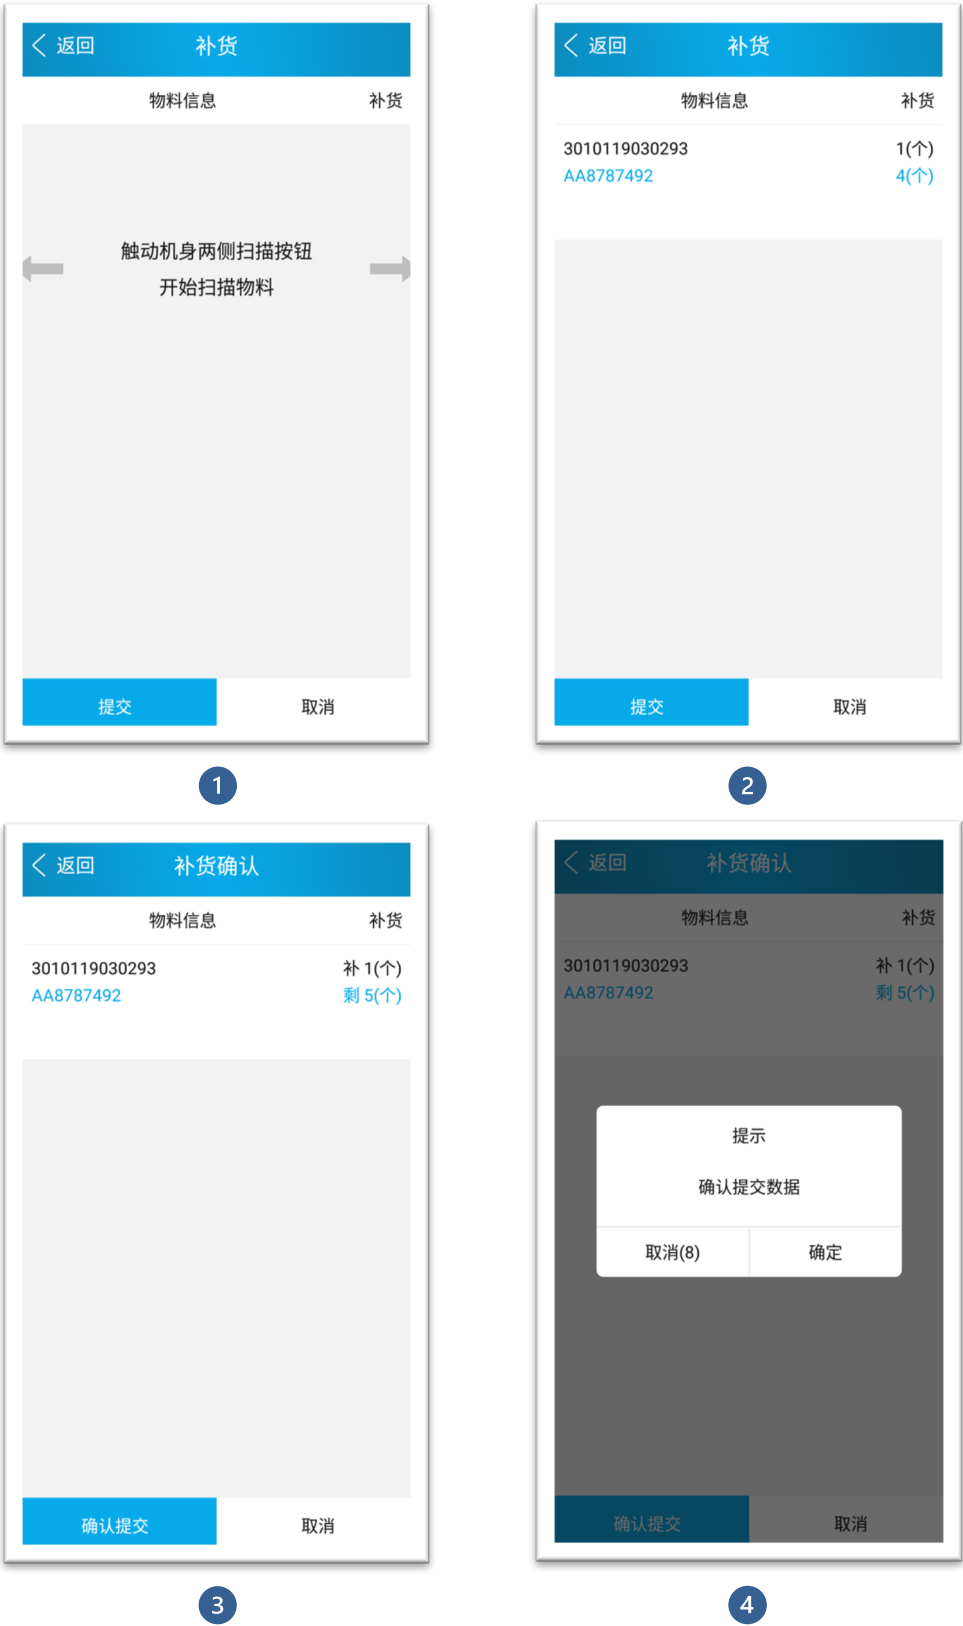 返回 补货
物料信息 补货
触动机身两侧扫描按钮
开始扫描物料
提交 取消
1
返回 补货
物料信息 补货
3010119030293 1(个)
AA8787492 4(个)
提交 取消
2
返回 补货确认
物料信息 补货
3010119030293 补 1(个)
AA8787492 剩 5(个)
确认提交 取消
3
返回 补货确认
物料信息 补货
3010119030293 补 1(个)
AA8787492 剩 5(个)
提示
确认提交数据
取消(8) 确定
确认提交 取消
4